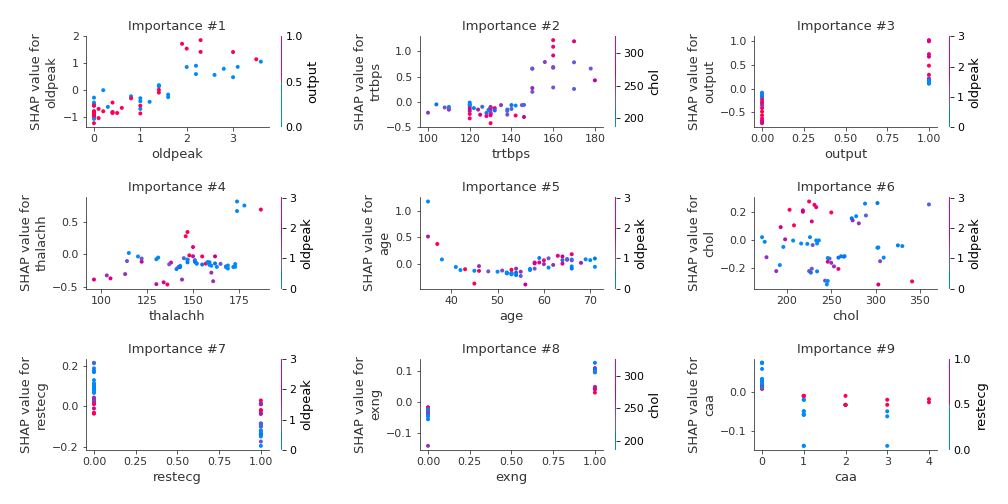 Importance #1
SHAP value for
oldpeak
2
1
0
−1
0
1
2
3
oldpeak
1.0
0.5
0.0
output
Importance #2
SHAP value for
trtbps
1.0
0.5
0.0
−0.5
100
120
140
160
180
trtbps
300
250
200
chol
Importance #3
SHAP value for
output
1.0
0.5
0.0
−0.5
0.00
0.25
0.50
0.75
1.00
output
3
2
1
0
oldpeak
Importance #4
SHAP value for
thalachh
0.5
0.0
−0.5
100
125
150
175
thalachh
3
2
1
0
oldpeak
Importance #5
SHAP value for
age
1.0
0.5
0.0
40
50
60
70
age
3
2
1
0
oldpeak
Importance #6
SHAP value for
chol
0.2
0.0
−0.2
200
250
300
350
chol
3
2
1
0
oldpeak
Importance #7
SHAP value for
restecg
0.2
0.0
−0.2
0.00
0.25
0.50
0.75
1.00
restecg
3
2
1
0
oldpeak
Importance #8
SHAP value for
exng
0.1
0.0
−0.1
0.00
0.25
0.50
0.75
1.00
exng
300
250
200
chol
Importance #9
SHAP value for
caa
0.0
−0.1
0
1
2
3
4
caa
1.0
0.5
0.0
restecg